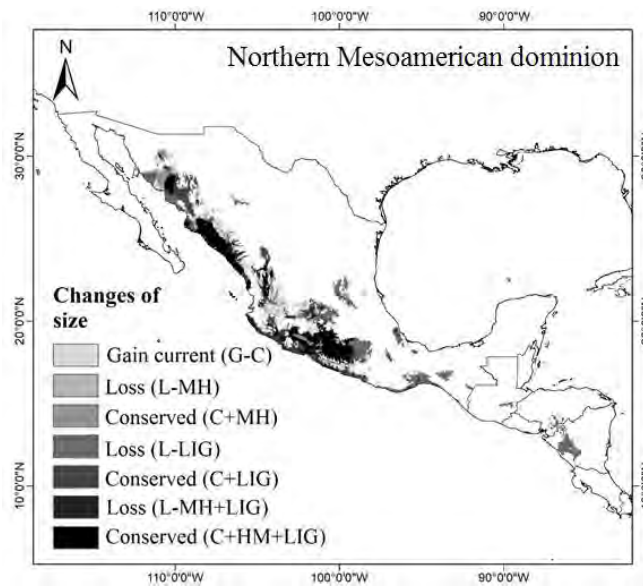 110°0'0"W 100°0'0"W 90°0'0"W
N
Northern Mesoamerican dominion
30°0'0"N
20°0'0"N
10°0'0"N
Changes of
size
Gain current (G-C)
Loss (L-MH)
Conserved (C+MH)
Loss (L-LIG)
Conserved (C+LIG)
Loss (L-MH+LIG)
Conserved (C+HM+LIG)
110°0'0"W 100°0'0"W 90°0'0"W